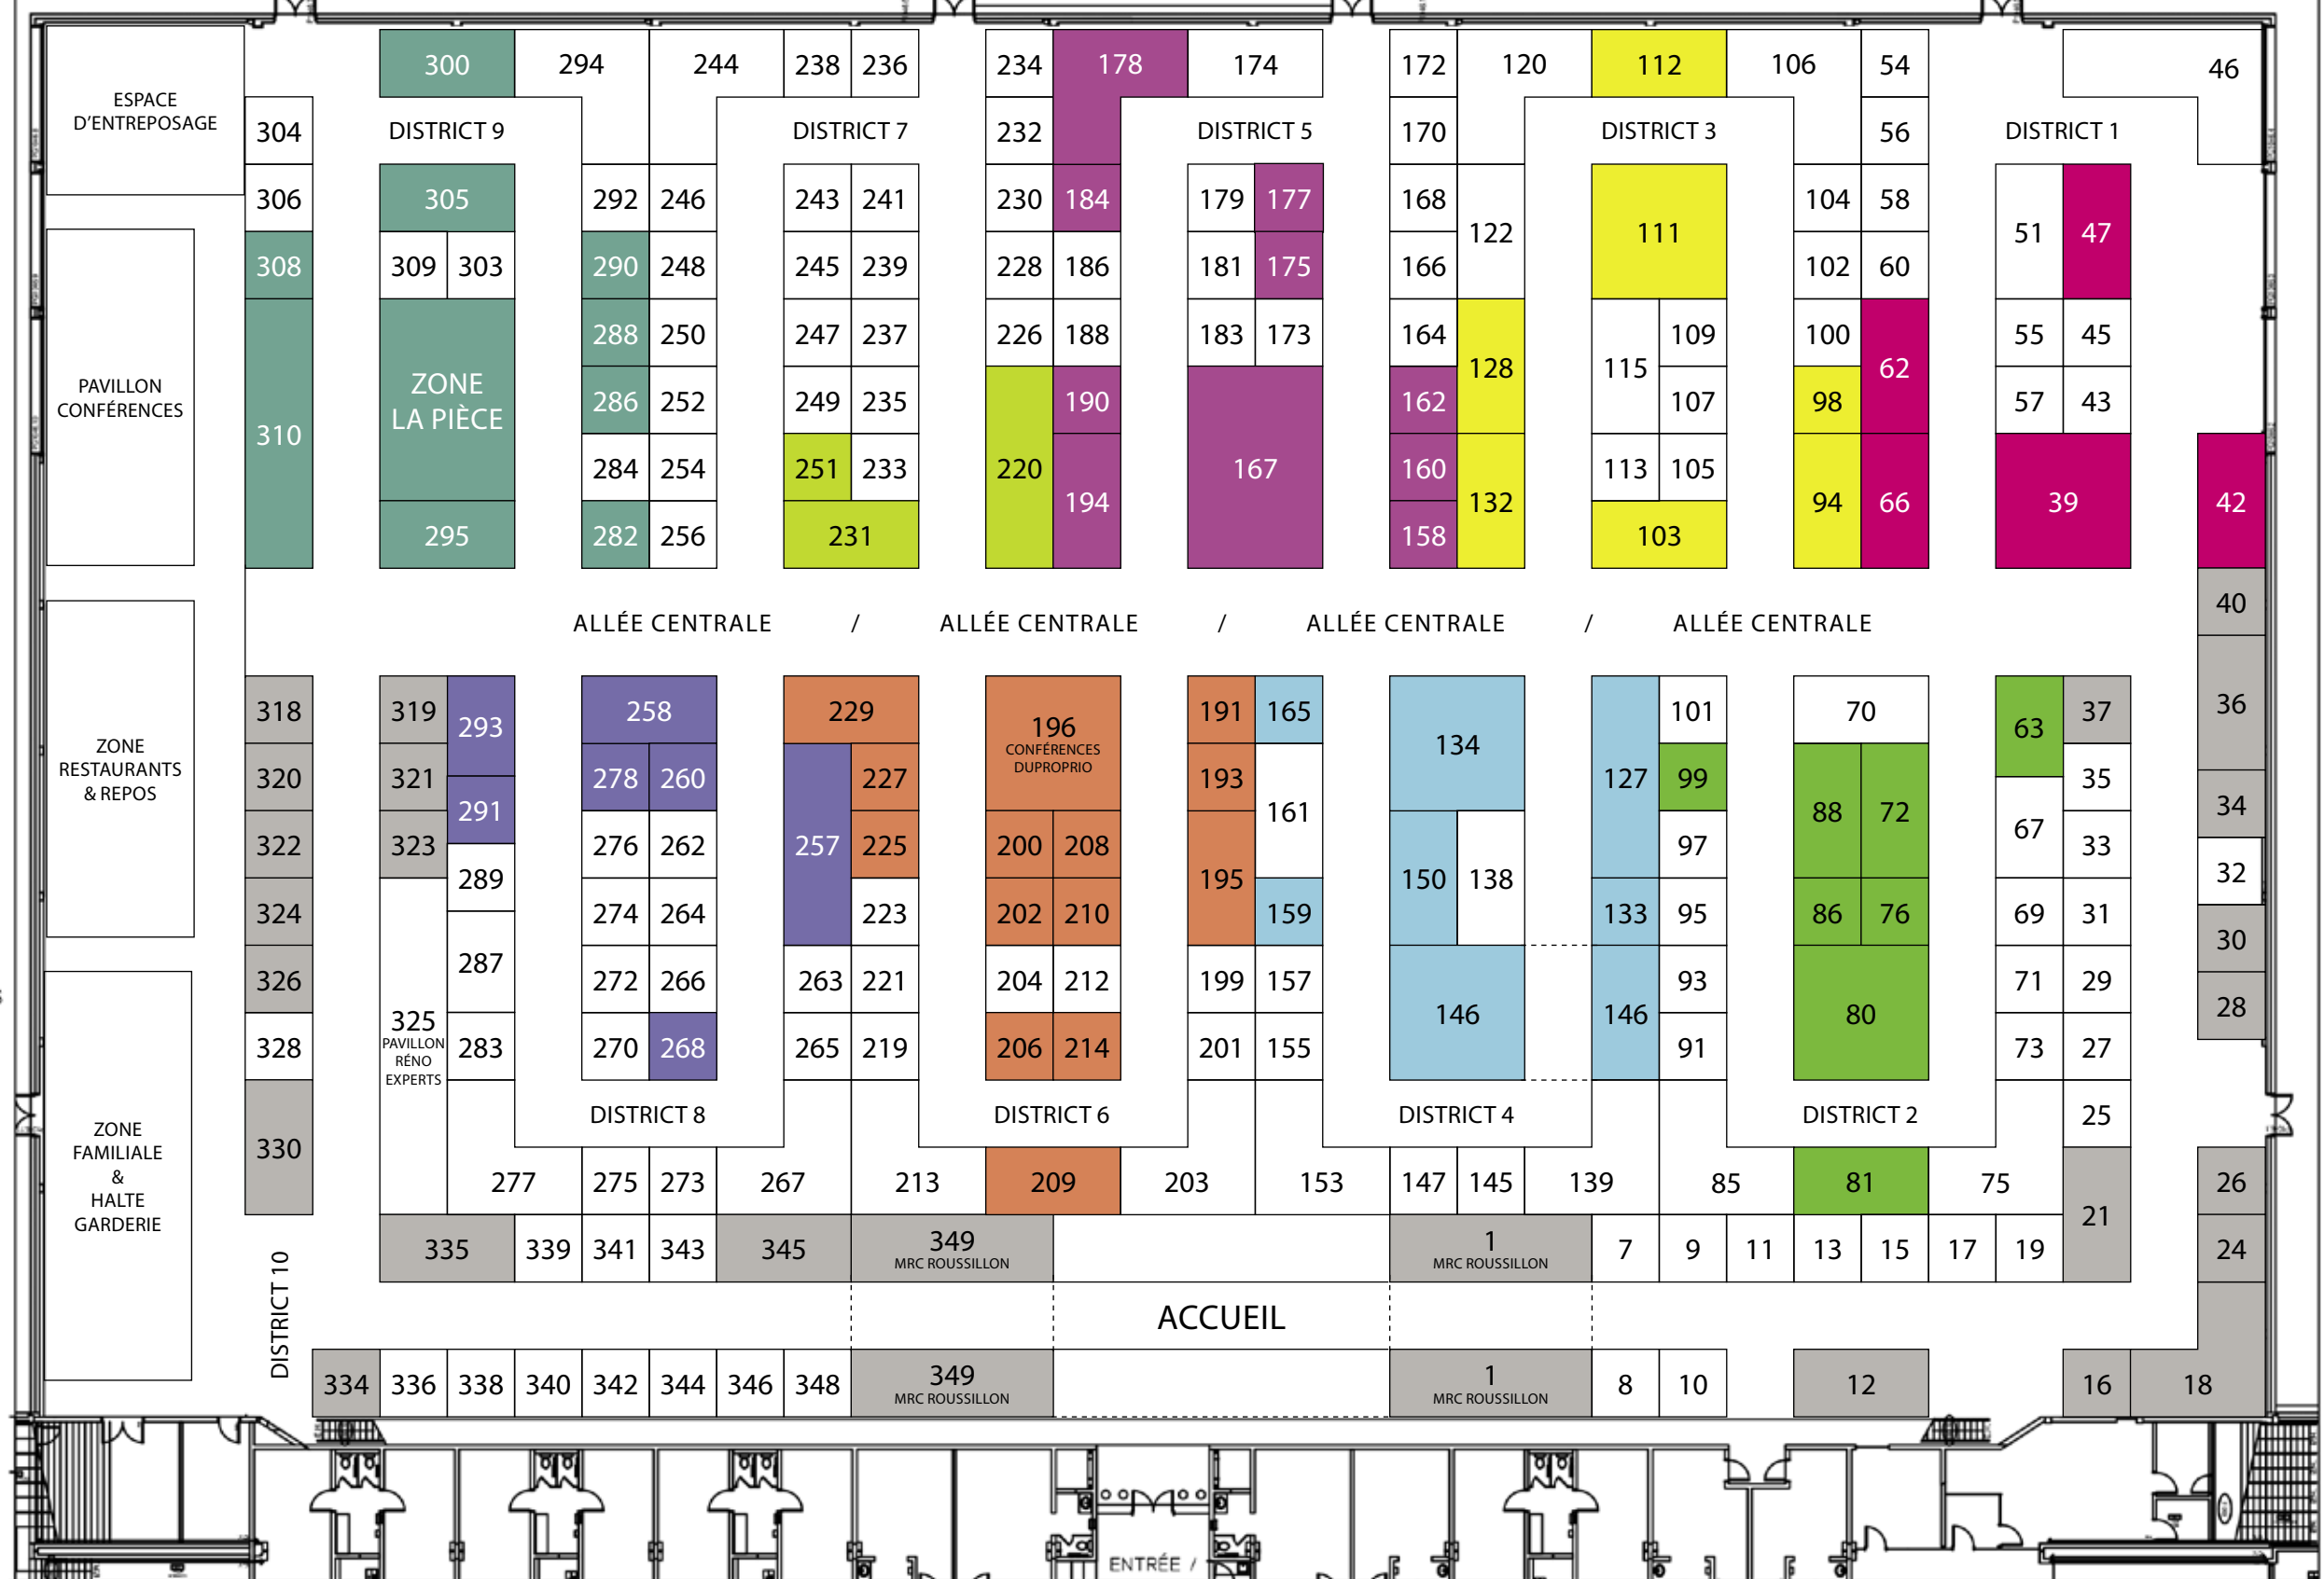 300 294 244 238 236 234 178 174 172 120 112 106 54 46
ESPACE
D'ENTREPOSAGE
304 DISTRICT 9 DISTRICT 7 232 DISTRICT 5 170 DISTRICT 3 56 DISTRICT 1
306 305 292 246 243 241 230 184 179 177 168 122 111 104 58 51 47
308 309 303 290 248 245 239 228 186 181 175 166 102 60
PAVILLON
CONFÉRENCES
310
ZONE
LA PIÈCE
288 250 247 237 226 188 183 173 164 128 115 109 100 62 55 45
286 252 249 235 190 162 107 98 57 43
284 254 251 233 220 194 167 160 132 113 105 94 66 39 42
295 282 256 231 158 103
ALLÉE CENTRALE / ALLÉE CENTRALE / ALLÉE CENTRALE / ALLÉE CENTRALE
40
318 319 293 258 229 196 191 165 134 127 101 70 63 37 36
CONFÉRENCES
DUPROPRIO
ZONE
RESTAURANTS
& REPOS
320 321 291 278 260 227 193 161 99 88 72 35 34
322 323 289 276 262 257 225 200 208 195 150 138 97 67 33 32
324 287 274 264 223 202 210 159 133 95 86 76 69 31 30
326 272 266 263 221 204 212 199 157 146 146 93 80 71 29 28
325
PAVILLON
RÉNO
EXPERTS
328 283 270 268 265 219 206 214 201 155 91 73 27
ZONE
FAMILIALE
&
HALTE
GARDERIE
330 DISTRICT 8 DISTRICT 6 DISTRICT 4 DISTRICT 2 25
277 275 273 267 213 209 203 153 147 145 139 85 81 75 21 26
335 339 341 343 345 349 1 7 9 11 13 15 17 19 24
MRC ROUSSILLON MRC ROUSSILLON
DISTRICT 10
ACCUEIL
334 336 338 340 342 344 346 348 349 1 8 10 12 16 18
MRC ROUSSILLON MRC ROUSSILLON
ENTRÉE /